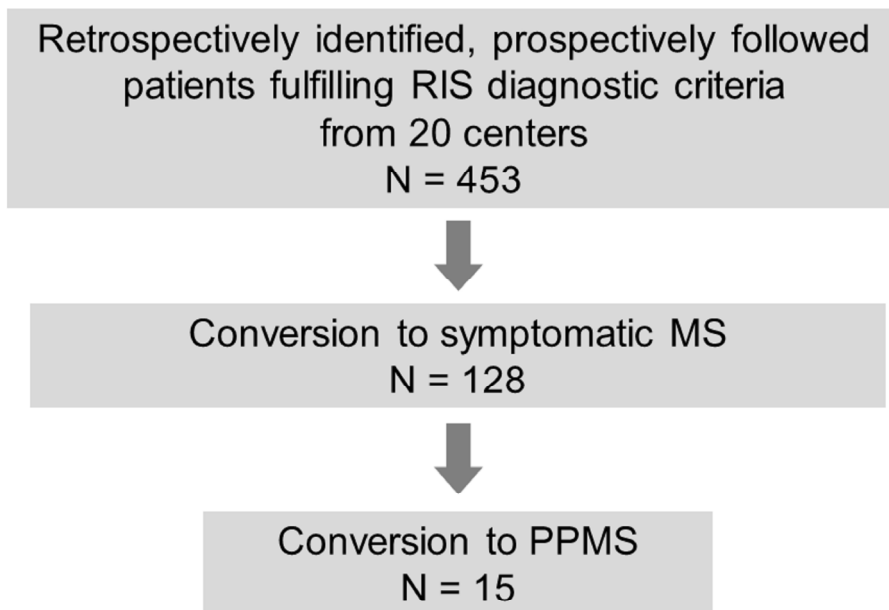 Retrospectively identified, prospectively followed
patients fulfilling RIS diagnostic criteria
from 20 centers
N = 453
Conversion to symptomatic MS
N = 128
Conversion to PPMS
N = 15